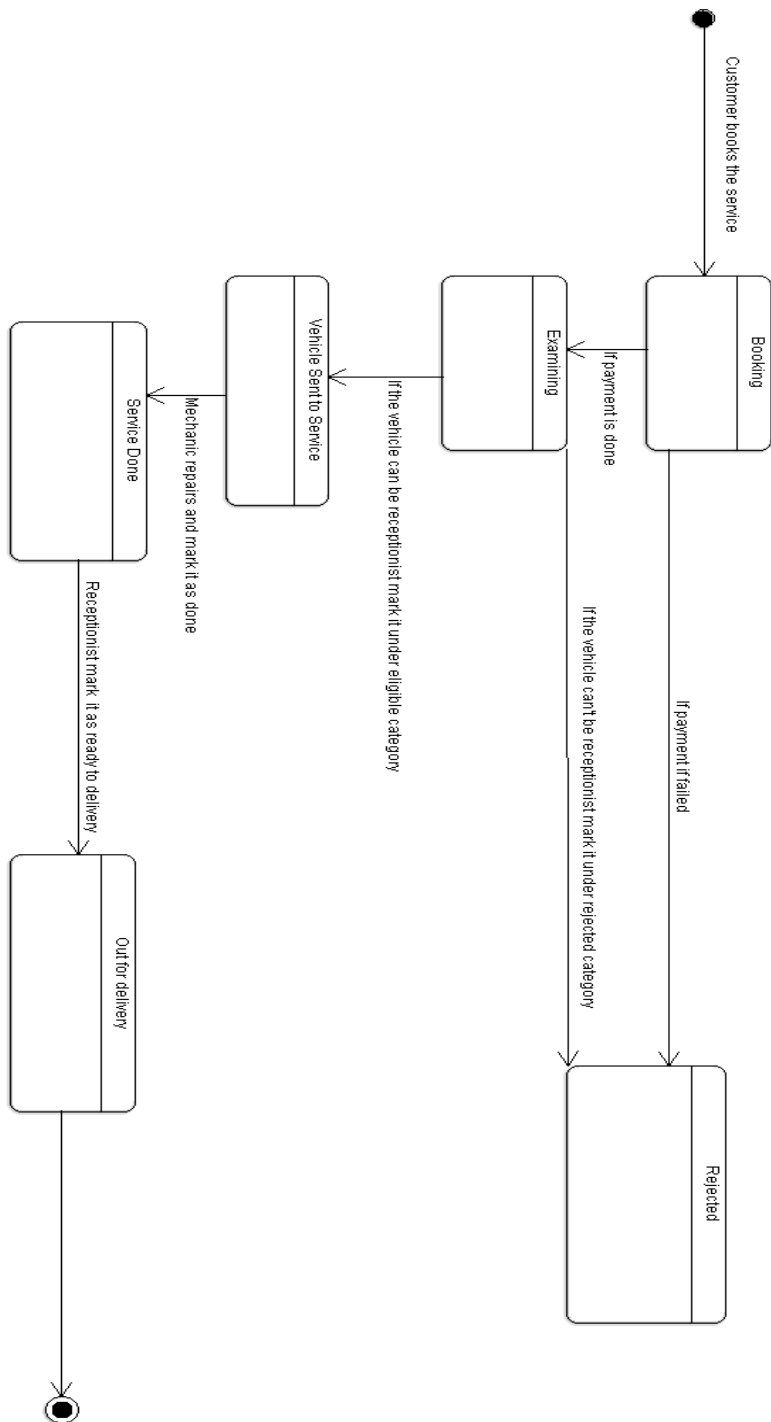 Customer books the service
Booking
If payment is done
If payment if failed
Examining
If the vehicle can't be receptionist mark it under rejected category
Rejected
If the vehicle can be receptionist mark it under eligible category
Vehicle Sent to Service
Mechanic repairs and mark it as done
Service Done
Receptionist mark it as ready to delivery
Out for delivery